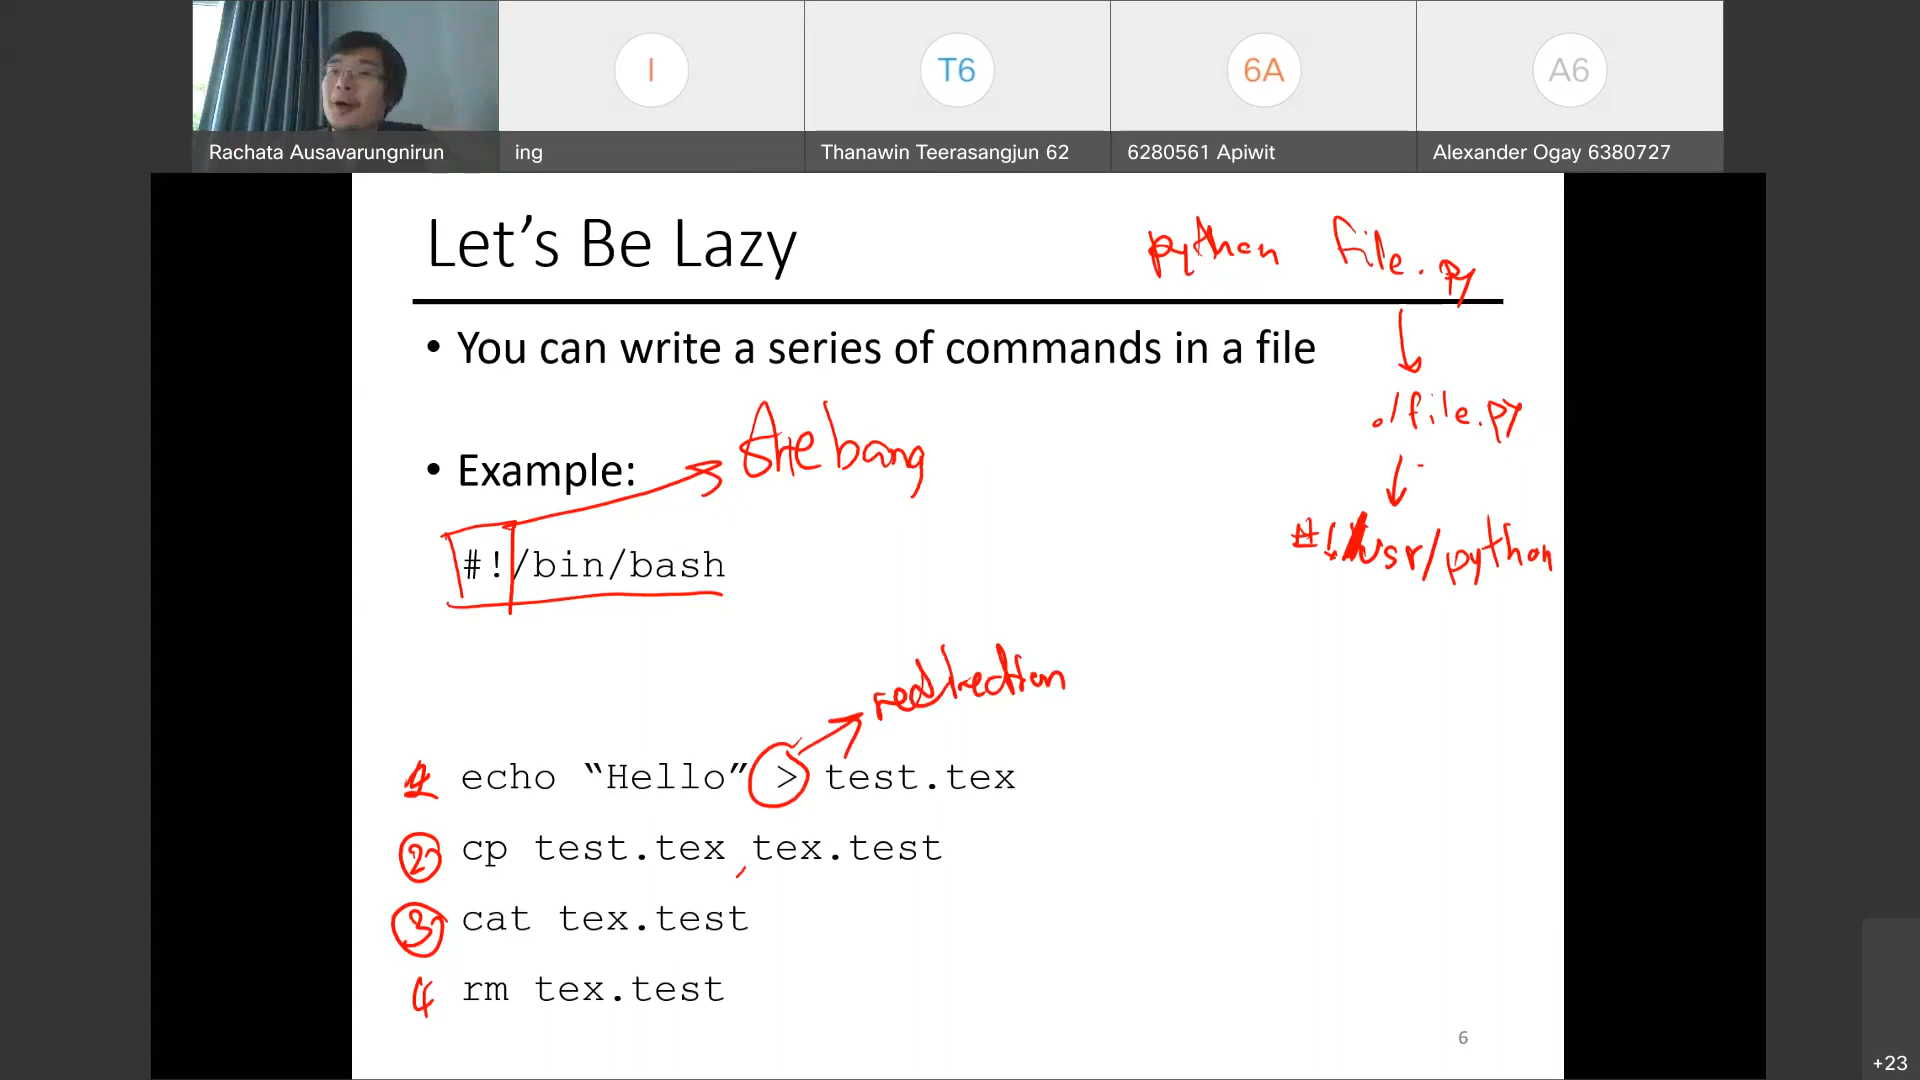 I
T6
6A
A6
Rachata Ausavarungnirun
ing
Thanawin Teerasangjun 62
6280561 Apiwit
Alexander Ogay 6380727
Let's Be Lazy
python file.py
• You can write a series of commands in a file
./file.py
• Example:
shebang
#!/bin/bash
#!/usr/python
redirection
1 echo “Hello” > test.tex
2 cp test.tex, tex.test
3 cat tex.test
4 rm tex.test
6
+23